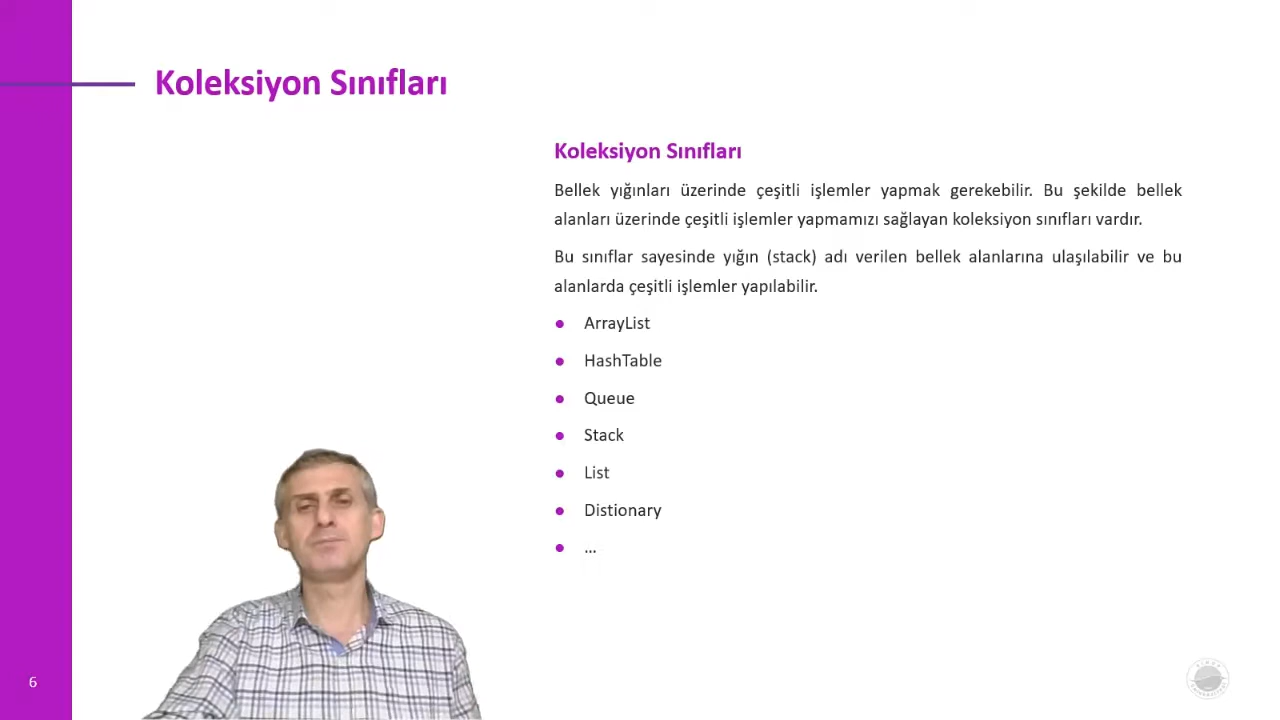 Koleksiyon Sınıfları
Koleksiyon Sınıfları
Bellek yığınları üzerinde çeşitli işlemler yapmak gerekebilir. Bu şekilde bellek
alanları üzerinde çeşitli işlemler yapmamızı sağlayan koleksiyon sınıfları vardır.
Bu sınıflar sayesinde yığın (stack) adı verilen bellek alanlarına ulaşılabilir ve bu
alanlarda çeşitli işlemler yapılabilir.
● ArrayList
● HashTable
● Queue
● Stack
● List
● Distionary
● ...
6